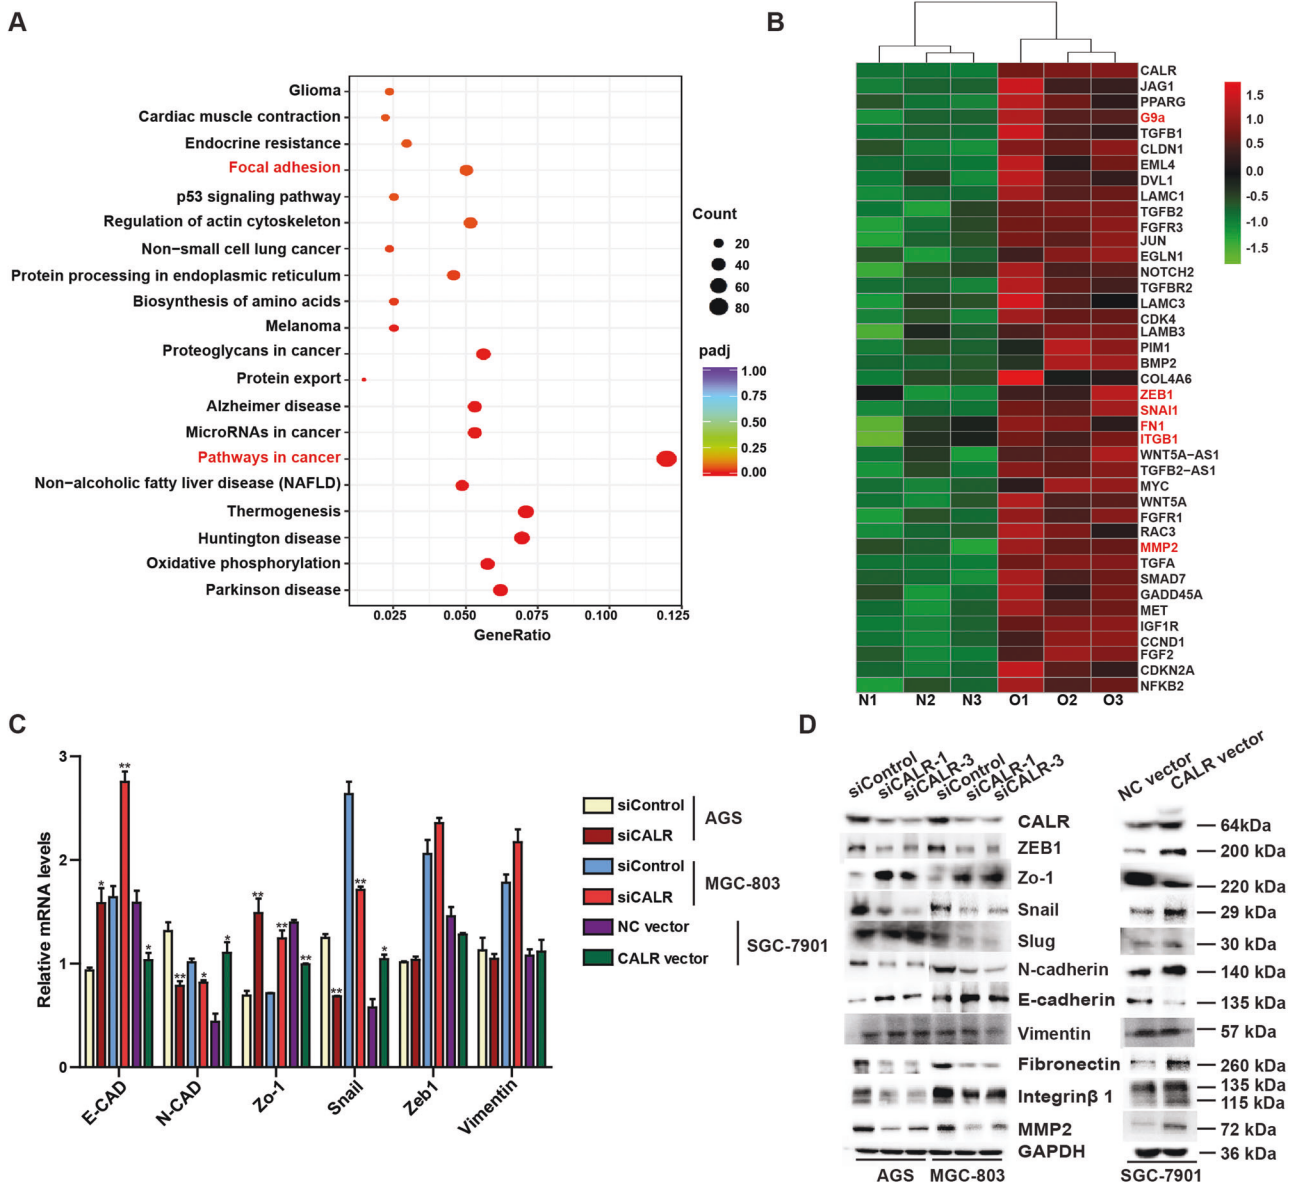 A
Glioma
Cardiac muscle contraction
Endocrine resistance
Focal adhesion
p53 signaling pathway
Regulation of actin cytoskeleton
Non−small cell lung cancer
Protein processing in endoplasmic reticulum
Biosynthesis of amino acids
Melanoma
Proteoglycans in cancer
Protein export
Alzheimer disease
MicroRNAs in cancer
Pathways in cancer
Non-alcoholic fatty liver disease (NAFLD)
Thermogenesis
Huntington disease
Oxidative phosphorylation
Parkinson disease
0.025 0.050 0.075 0.100 0.125
GeneRatio
Count
20
40
60
80
padj
1.00
0.75
0.50
0.25
0.00
B
CALR
JAG1
PPARG
G9a
TGFB1
CLDN1
EML4
DVL1
LAMC1
TGFB2
FGFR3
JUN
EGLN1
NOTCH2
TGFBR2
LAMC3
CDK4
LAMB3
PIM1
BMP2
COL4A6
ZEB1
SNAI1
FN1
ITGB1
WNT5A−AS1
TGFB2−AS1
MYC
WNT5A
FGFR1
RAC3
MMP2
TGFA
SMAD7
GADD45A
MET
IGF1R
CCND1
FGF2
CDKN2A
NFKB2
N1 N2 N3 O1 O2 O3
1.5
1.0
0.5
0.0
-0.5
-1.0
-1.5
C
Relative mRNA levels
3
2
1
0
* ** ** * * ** ** ** ** ** *
E-CAD N-CAD Zo-1 Snail Zeb1 Vimentin
siControl
siCALR
AGS
siControl
siCALR
MGC-803
NC vector
CALR vector
SGC-7901
D
siControl siCALR-1 siCALR-3 siControl siCALR-1 siCALR-3 NC vector CALR vector
CALR 64kDa
ZEB1 200 kDa
Zo-1 220 kDa
Snail 29 kDa
Slug 30 kDa
N-cadherin 140 kDa
E-cadherin 135 kDa
Vimentin 57 kDa
Fibronectin 260 kDa
Integrinβ 1 135 kDa
115 kDa
MMP2 72 kDa
GAPDH 36 kDa
AGS MGC-803 SGC-7901